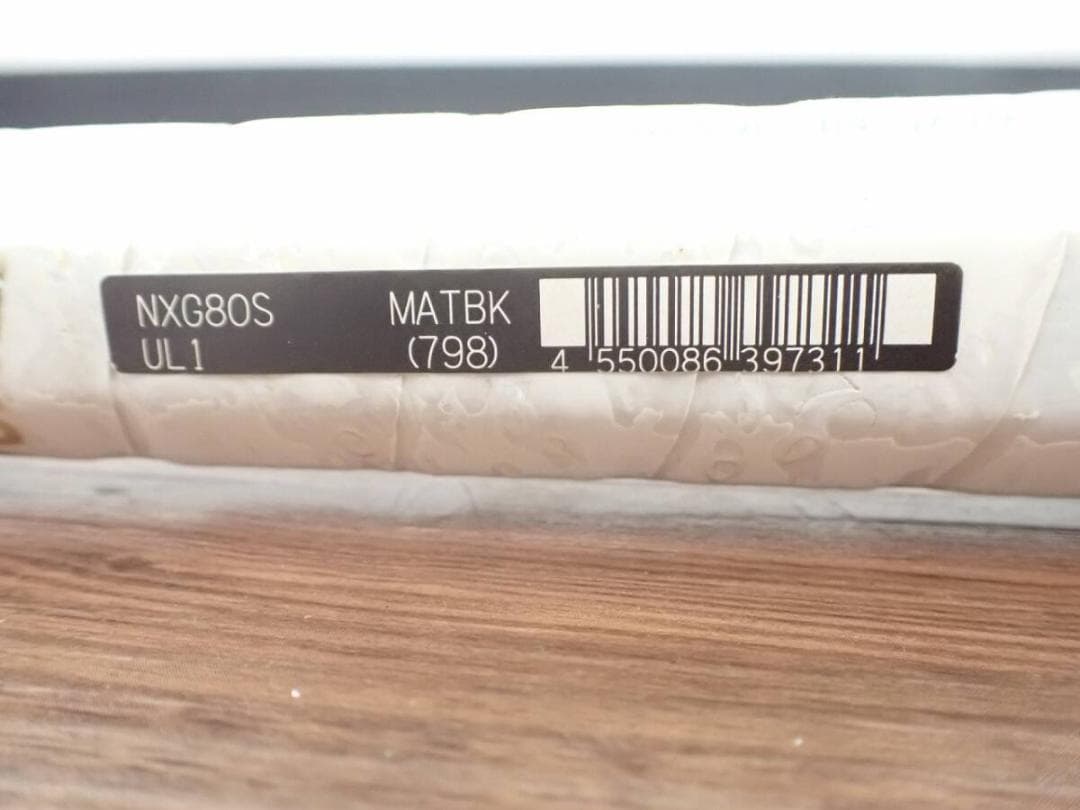 NXG80S MATBK
UL1 (798)
4 550086 397311